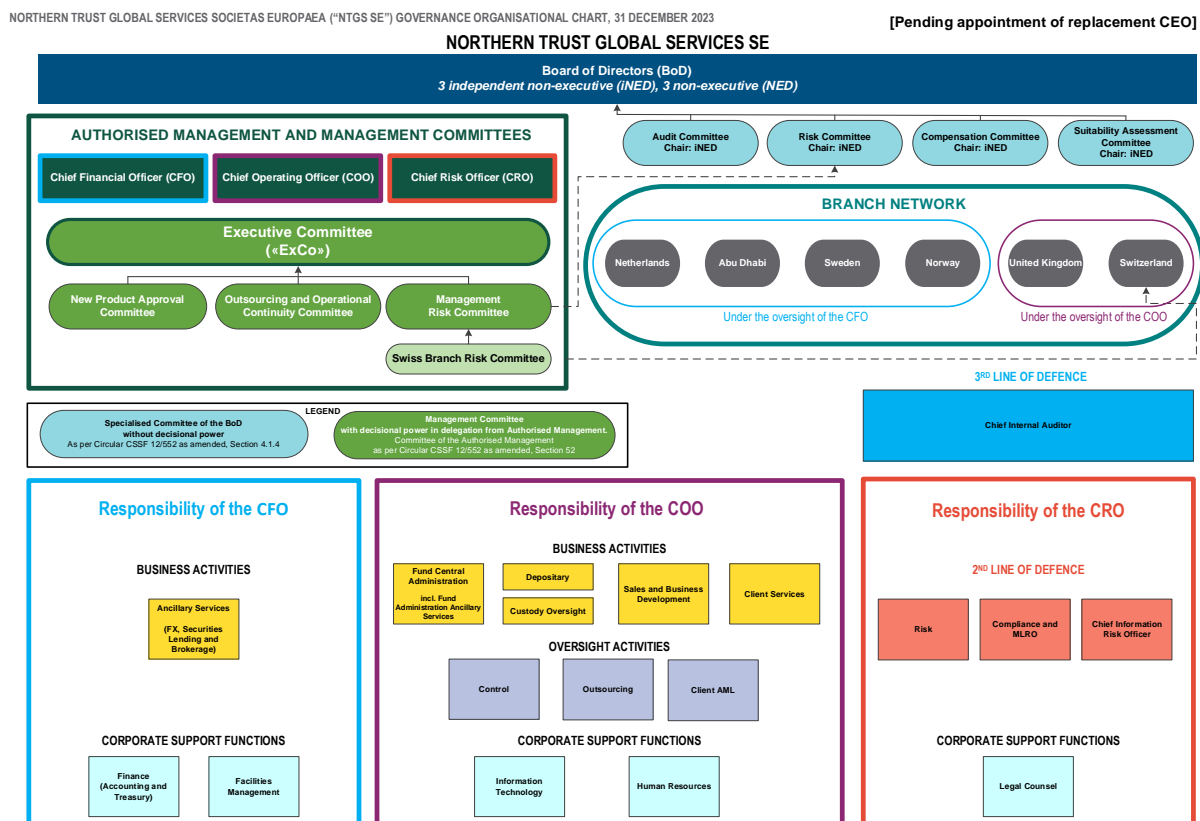 NORTHERN TRUST GLOBAL SERVICES SOCIETAS EUROPAEA (“NTGS SE”) GOVERNANCE ORGANISATIONAL CHART, 31 DECEMBER 2023
[Pending appointment of replacement CEO]
NORTHERN TRUST GLOBAL SERVICES SE
Board of Directors (BoD)
3 independent non-executive (iNED), 3 non-executive (NED)
AUTHORISED MANAGEMENT AND MANAGEMENT COMMITTEES
Chief Financial Officer (CFO)
Chief Operating Officer (COO)
Chief Risk Officer (CRO)
Executive Committee
(«ExCo»)
New Product Approval
Committee
Outsourcing and Operational
Continuity Committee
Management
Risk Committee
Swiss Branch Risk Committee
Audit Committee
Chair: iNED
Risk Committee
Chair: iNED
Compensation Committee
Chair: iNED
Suitability Assessment
Committee
Chair: iNED
BRANCH NETWORK
Netherlands
Abu Dhabi
Sweden
Norway
United Kingdom
Switzerland
Under the oversight of the CFO
Under the oversight of the COO
LEGEND
Specialised Committee of the BoD
without decisional power
As per Circular CSSF 12/552 as amended, Section 4.1.4
Management Committee
with decisional power in delegation from Authorised Management.
Committee of the Authorised Management
as per Circular CSSF 12/552 as amended, Section 52
3RD LINE OF DEFENCE
Chief Internal Auditor
Responsibility of the CFO
BUSINESS ACTIVITIES
Ancillary Services
(FX, Securities
Lending and
Brokerage)
CORPORATE SUPPORT FUNCTIONS
Finance
(Accounting and
Treasury)
Facilities
Management
Responsibility of the COO
BUSINESS ACTIVITIES
Fund Central
Administration
incl. Fund
Administration Ancillary
Services
Depositary
Custody Oversight
Sales and Business
Development
Client Services
OVERSIGHT ACTIVITIES
Control
Outsourcing
Client AML
CORPORATE SUPPORT FUNCTIONS
Information
Technology
Human Resources
Responsibility of the CRO
2ND LINE OF DEFENCE
Risk
Compliance and
MLRO
Chief Information
Risk Officer
CORPORATE SUPPORT FUNCTIONS
Legal Counsel